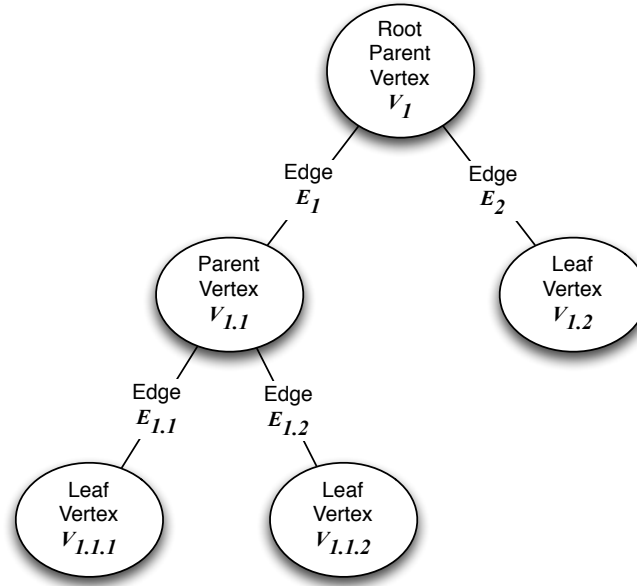 Root
Parent
Vertex
V1
Edge
E1
Edge
E2
Parent
Vertex
V1.1
Leaf
Vertex
V1.2
Edge
E1.1
Edge
E1.2
Leaf
Vertex
V1.1.1
Leaf
Vertex
V1.1.2